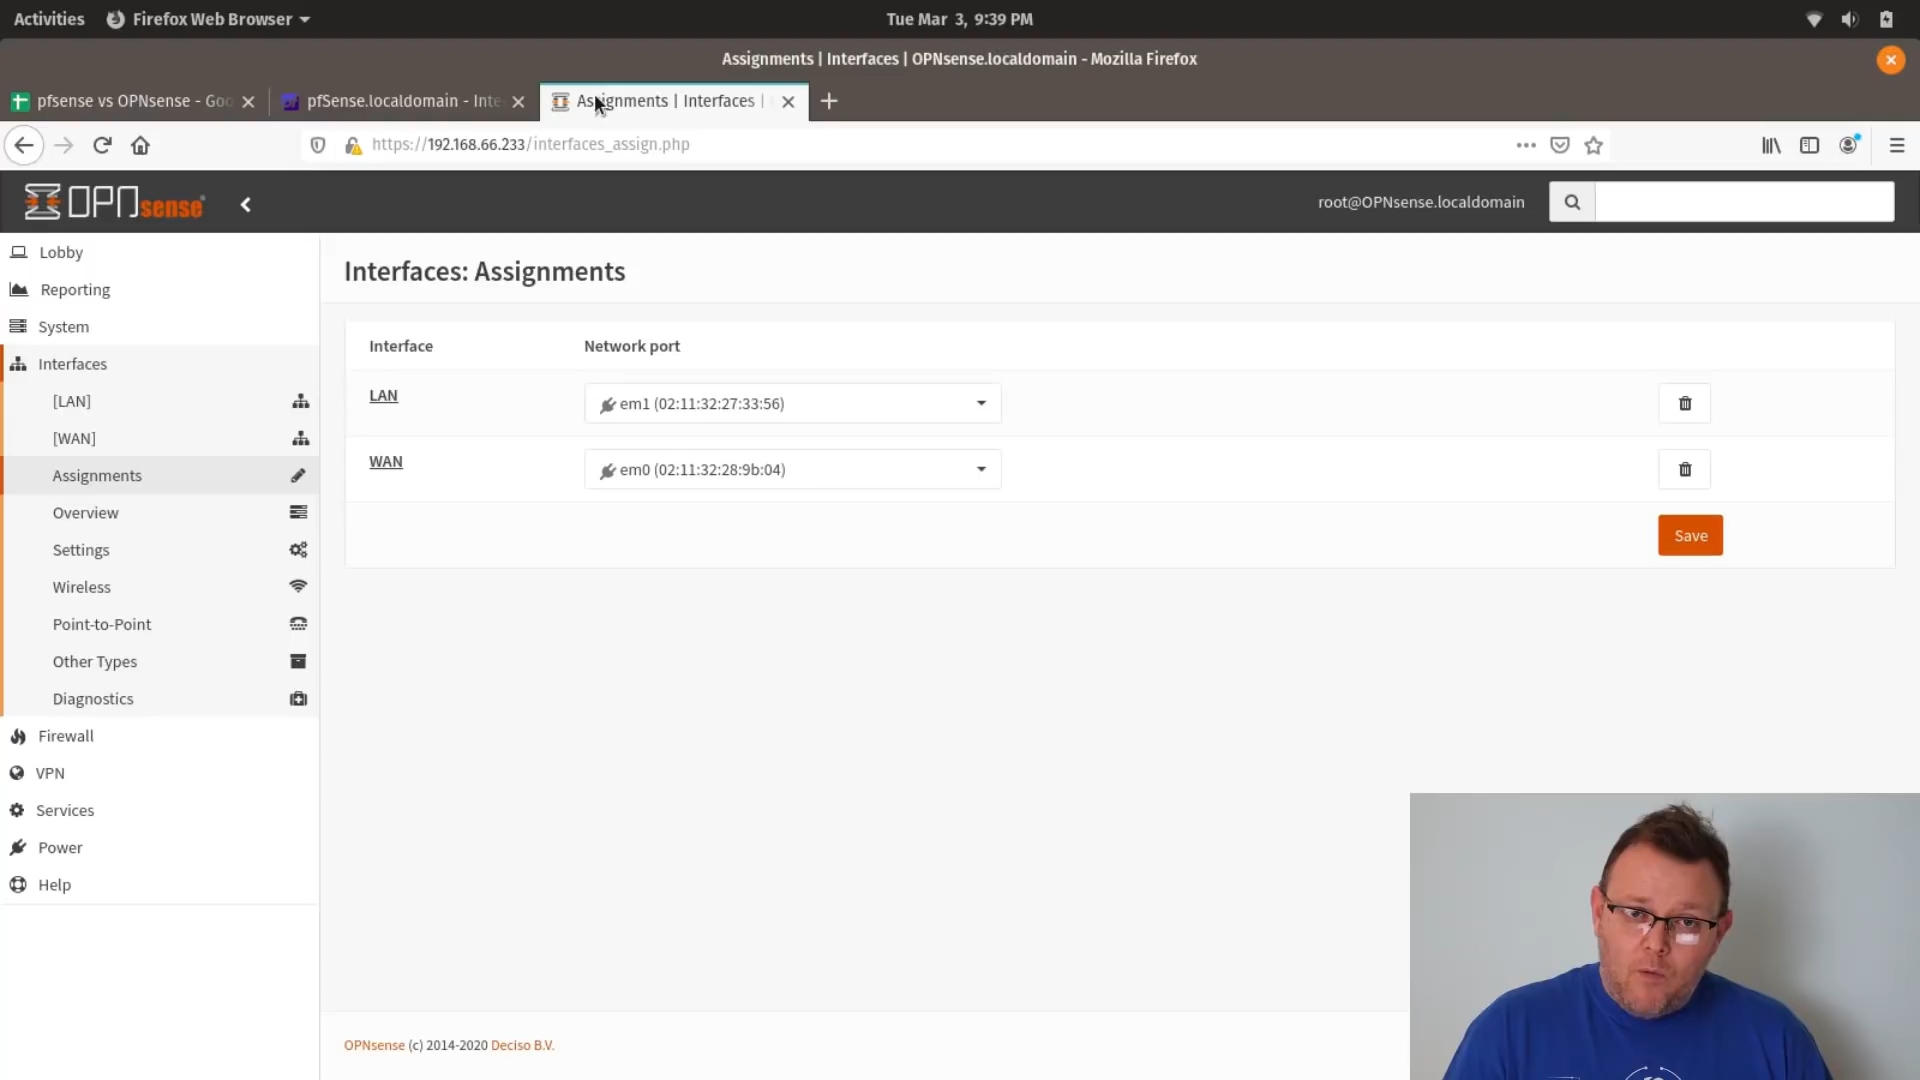 Activities Firefox Web Browser Tue Mar 3, 9:39 PM
Assignments | Interfaces | OPNsense.localdomain - Mozilla Firefox
pfsense vs OPNsense - Goo pfSense.localdomain - Inte Assignments | Interfaces |
https://192.168.66.233/interfaces_assign.php
OPNsense root@OPNsense.localdomain
Lobby
Reporting
System
Interfaces
[LAN]
[WAN]
Assignments
Overview
Settings
Wireless
Point-to-Point
Other Types
Diagnostics
Firewall
VPN
Services
Power
Help
Interfaces: Assignments
Interface Network port
LAN em1 (02:11:32:27:33:56)
WAN em0 (02:11:32:28:9b:04)
Save
OPNsense (c) 2014-2020 Deciso B.V.